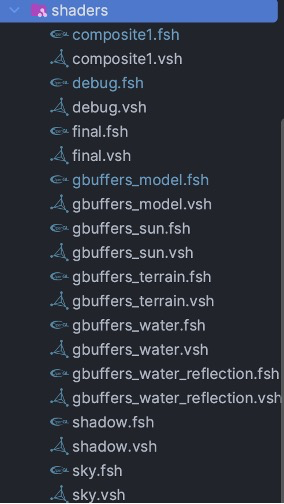 shaders
composite1.fsh
composite1.vsh
debug.fsh
debug.vsh
final.fsh
final.vsh
gbuffers_model.fsh
gbuffers_model.vsh
gbuffers_sun.fsh
gbuffers_sun.vsh
gbuffers_terrain.fsh
gbuffers_terrain.vsh
gbuffers_water.fsh
gbuffers_water.vsh
gbuffers_water_reflection.fsh
gbuffers_water_reflection.vsh
shadow.fsh
shadow.vsh
sky.fsh
sky.vsh